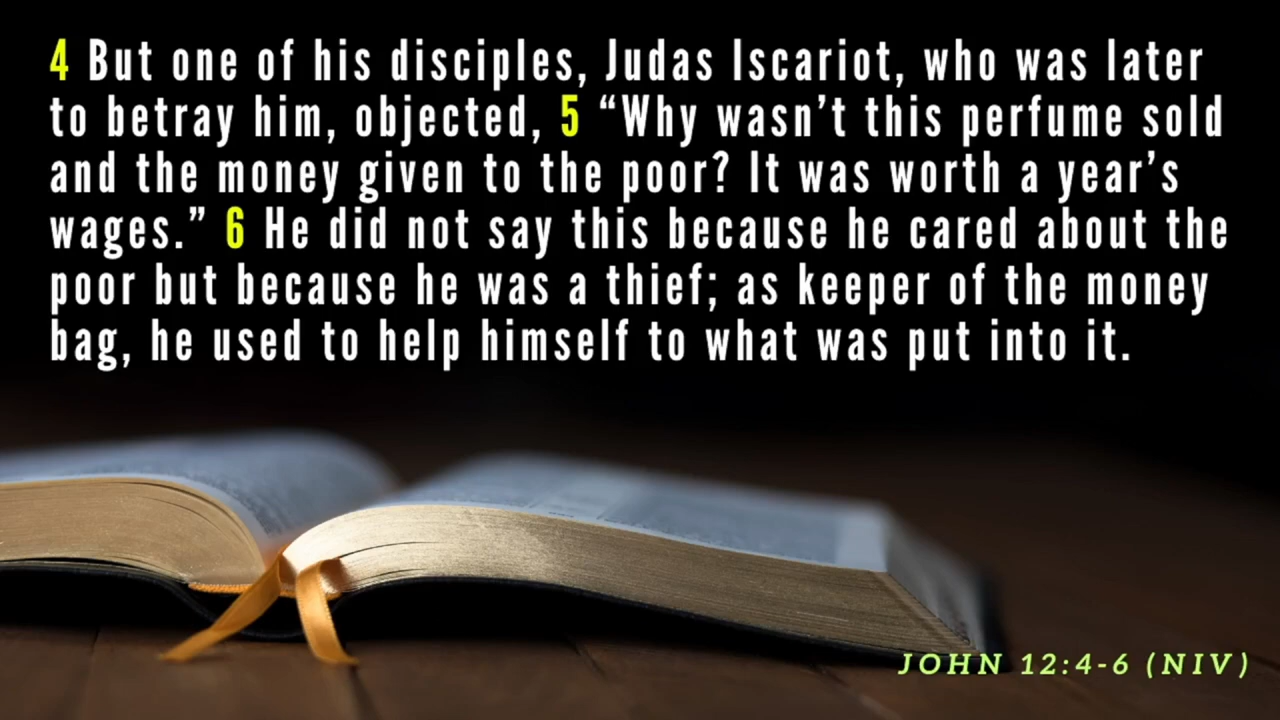 4 But one of his disciples, Judas Iscariot, who was later
to betray him, objected, 5 “Why wasn’t this perfume sold
and the money given to the poor? It was worth a year’s
wages.” 6 He did not say this because he cared about the
poor but because he was a thief; as keeper of the money
bag, he used to help himself to what was put into it.
JOHN 12:4-6 (NIV)